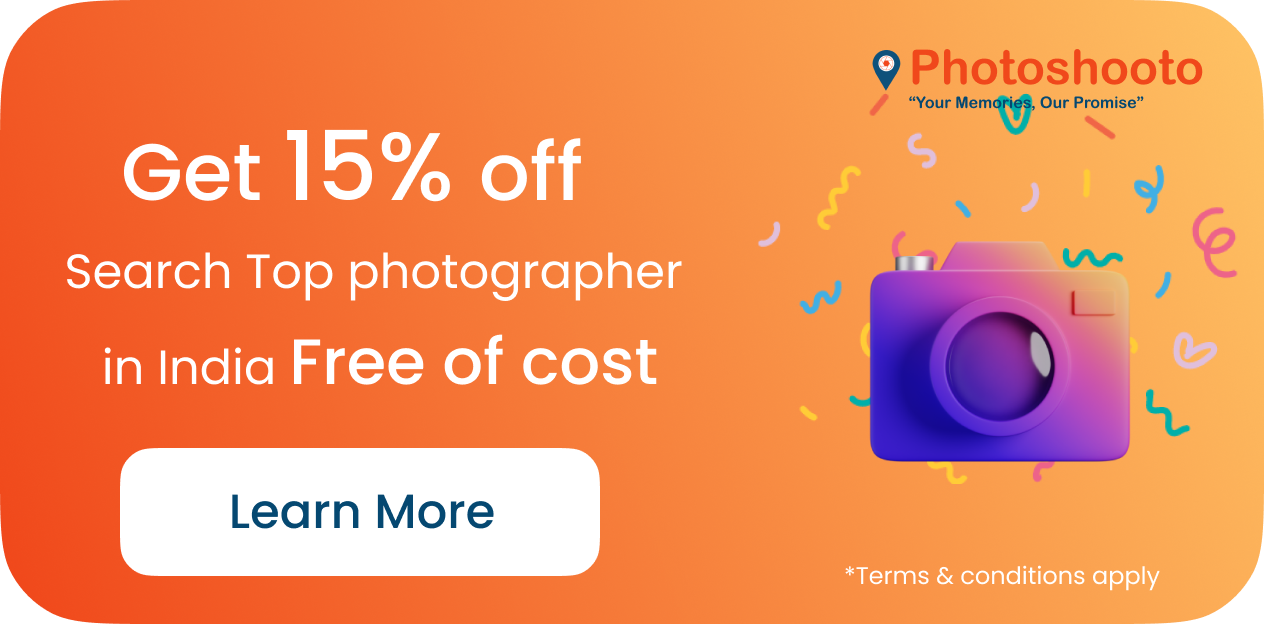 Photoshooto
“Your Memories, Our Promise”
Get 15% off
Search Top photographer
in India Free of cost
Learn More
*Terms & conditions apply